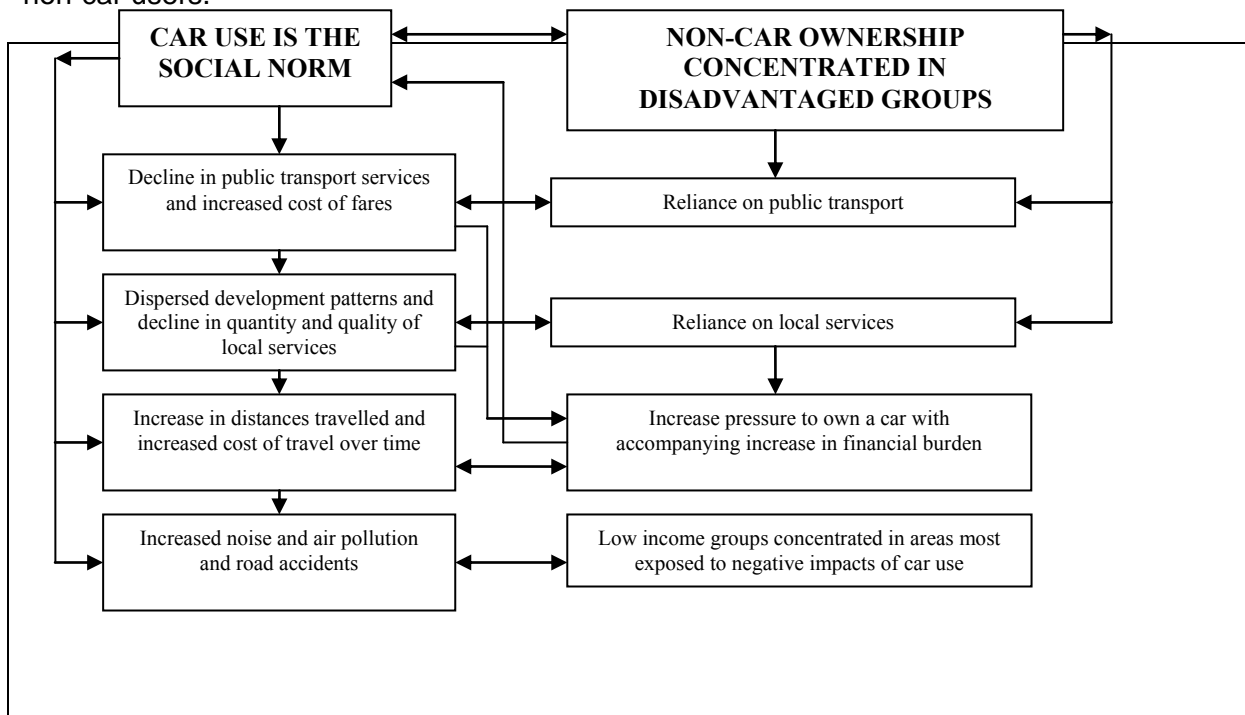 non-car users.
CAR USE IS THE
SOCIAL NORM
NON-CAR OWNERSHIP
CONCENTRATED IN
DISADVANTAGED GROUPS
Decline in public transport services
and increased cost of fares
Reliance on public transport
Dispersed development patterns and
decline in quantity and quality of
local services
Reliance on local services
Increase in distances travelled and
increased cost of travel over time
Increase pressure to own a car with
accompanying increase in financial burden
Increased noise and air pollution
and road accidents
Low income groups concentrated in areas most
exposed to negative impacts of car use